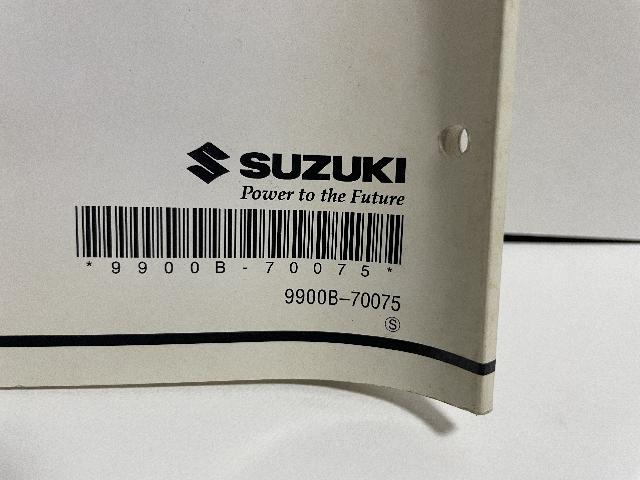 SUZUKI
Power to the Future
*9900B-70075*
9900B-70075
Ⓢ